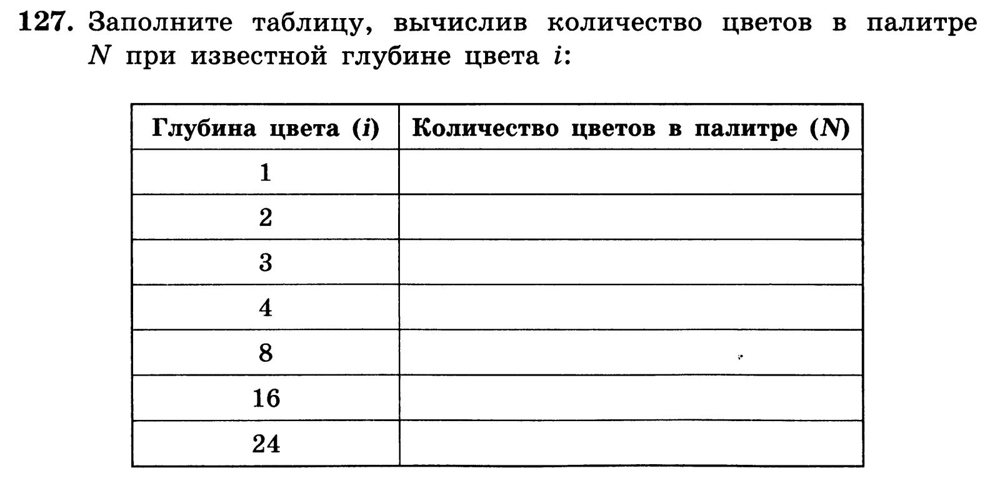 127. Заполните таблицу, вычислив количество цветов в палитре
N при известной глубине цвета i:
Глубина цвета (i) Количество цветов в палитре (N)
1
2
3
4
8
16
24